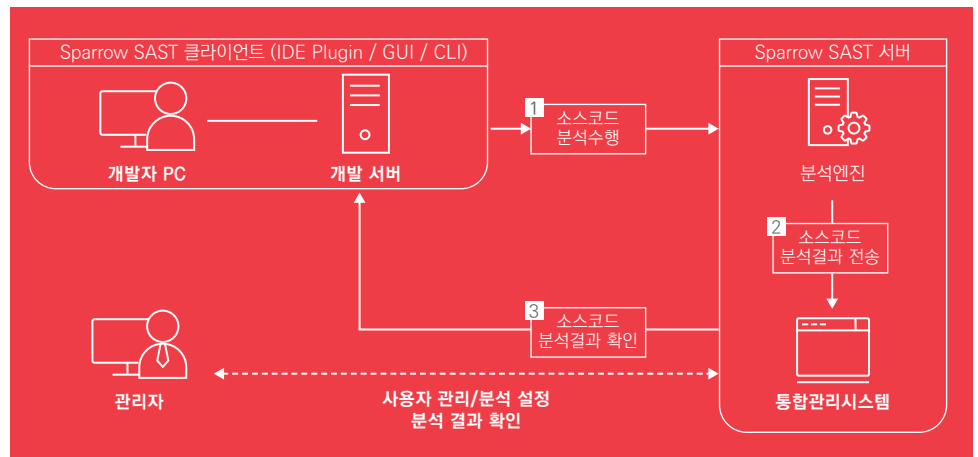 Sparrow SAST 클라이언트 (IDE Plugin / GUI / CLI)
Sparrow SAST 서버
개발자 PC
개발 서버
1
소스코드
분석수행
분석엔진
2
소스코드
분석결과 전송
3
소스코드
분석결과 확인
관리자
사용자 관리/분석 설정
분석 결과 확인
통합관리시스템